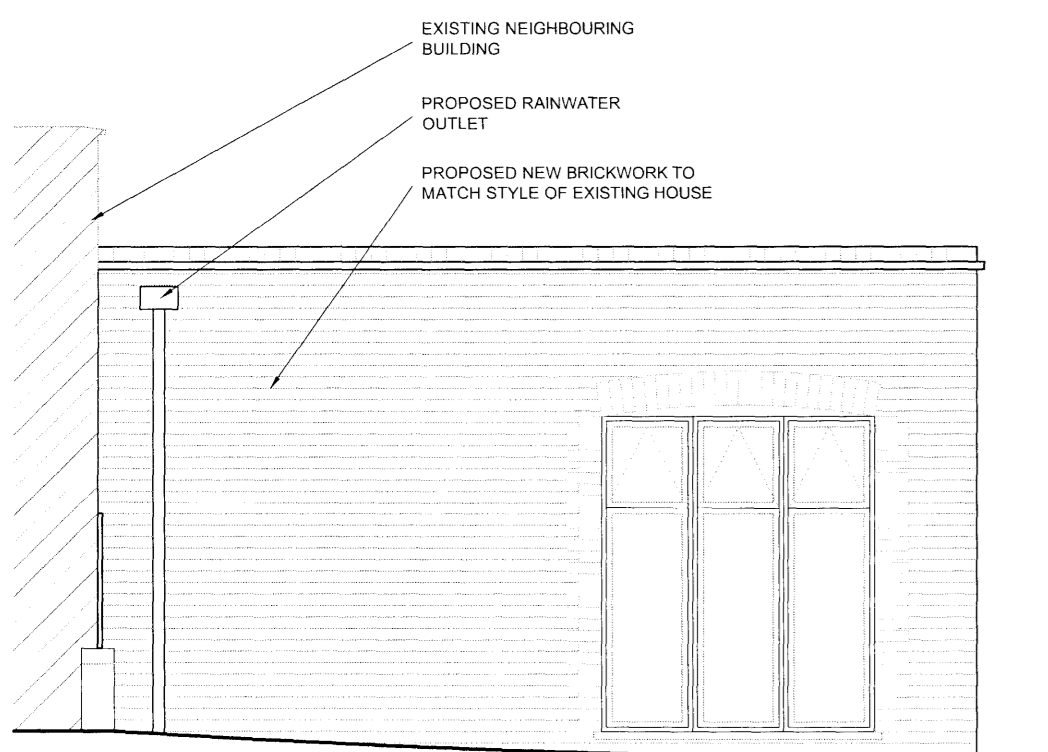 EXISTING NEIGHBOURING
BUILDING
PROPOSED RAINWATER
OUTLET
PROPOSED NEW BRICKWORK TO
MATCH STYLE OF EXISTING HOUSE